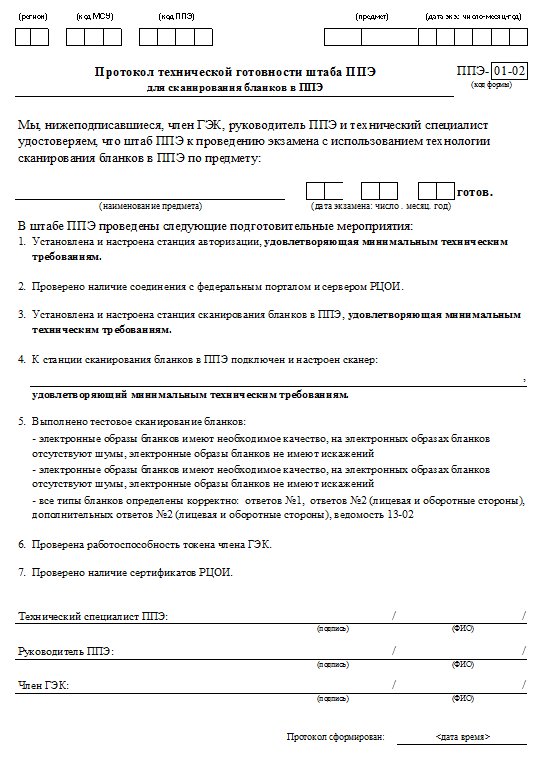 (регион) (код МСУ) (код ППЭ) (предмет) (дата экз.: число-месяц-год)
Протокол технической готовности штаба ППЭ
для сканирования бланков в ППЭ
ППЭ- 01-02
(код формы)
Мы, нижеподписавшиеся, член ГЭК, руководитель ППЭ и технический специалист
удостоверяем, что штаб ППЭ к проведению экзамена с использованием технологии
сканирования бланков в ППЭ по предмету:
готов.
(наименование предмета) (дата экзамена: число . месяц. год)
В штабе ППЭ проведены следующие подготовительные мероприятия:
1. Установлена и настроена станция авторизации, удовлетворяющая минимальным техническим
требованиям.
2. Проверено наличие соединения с федеральным порталом и сервером РЦОИ.
3. Установлена и настроена станция сканирования бланков в ППЭ, удовлетворяющая минимальным
техническим требованиям.
4. К станции сканирования бланков в ППЭ подключен и настроен сканер:
,
удовлетворяющий минимальным техническим требованиям.
5. Выполнено тестовое сканирование бланков:
- электронные образы бланков имеют необходимое качество, на электронных образах бланков
отсутствуют шумы, электронные образы бланков не имеют искажений
- электронные образы бланков имеют необходимое качество, на электронных образах бланков
отсутствуют шумы, электронные образы бланков не имеют искажений
- все типы бланков определены корректно: ответов №1, ответов №2 (лицевая и оборотные стороны),
дополнительных ответов №2 (лицевая и оборотные стороны), ведомость 13-02
6. Проверена работоспособность токена члена ГЭК.
7. Проверено наличие сертификатов РЦОИ.
Технический специалист ППЭ: / /
(подпись) (ФИО)
Руководитель ППЭ: / /
(подпись) (ФИО)
Член ГЭК: / /
(подпись) (ФИО)
Протокол сформирован: <дата время>